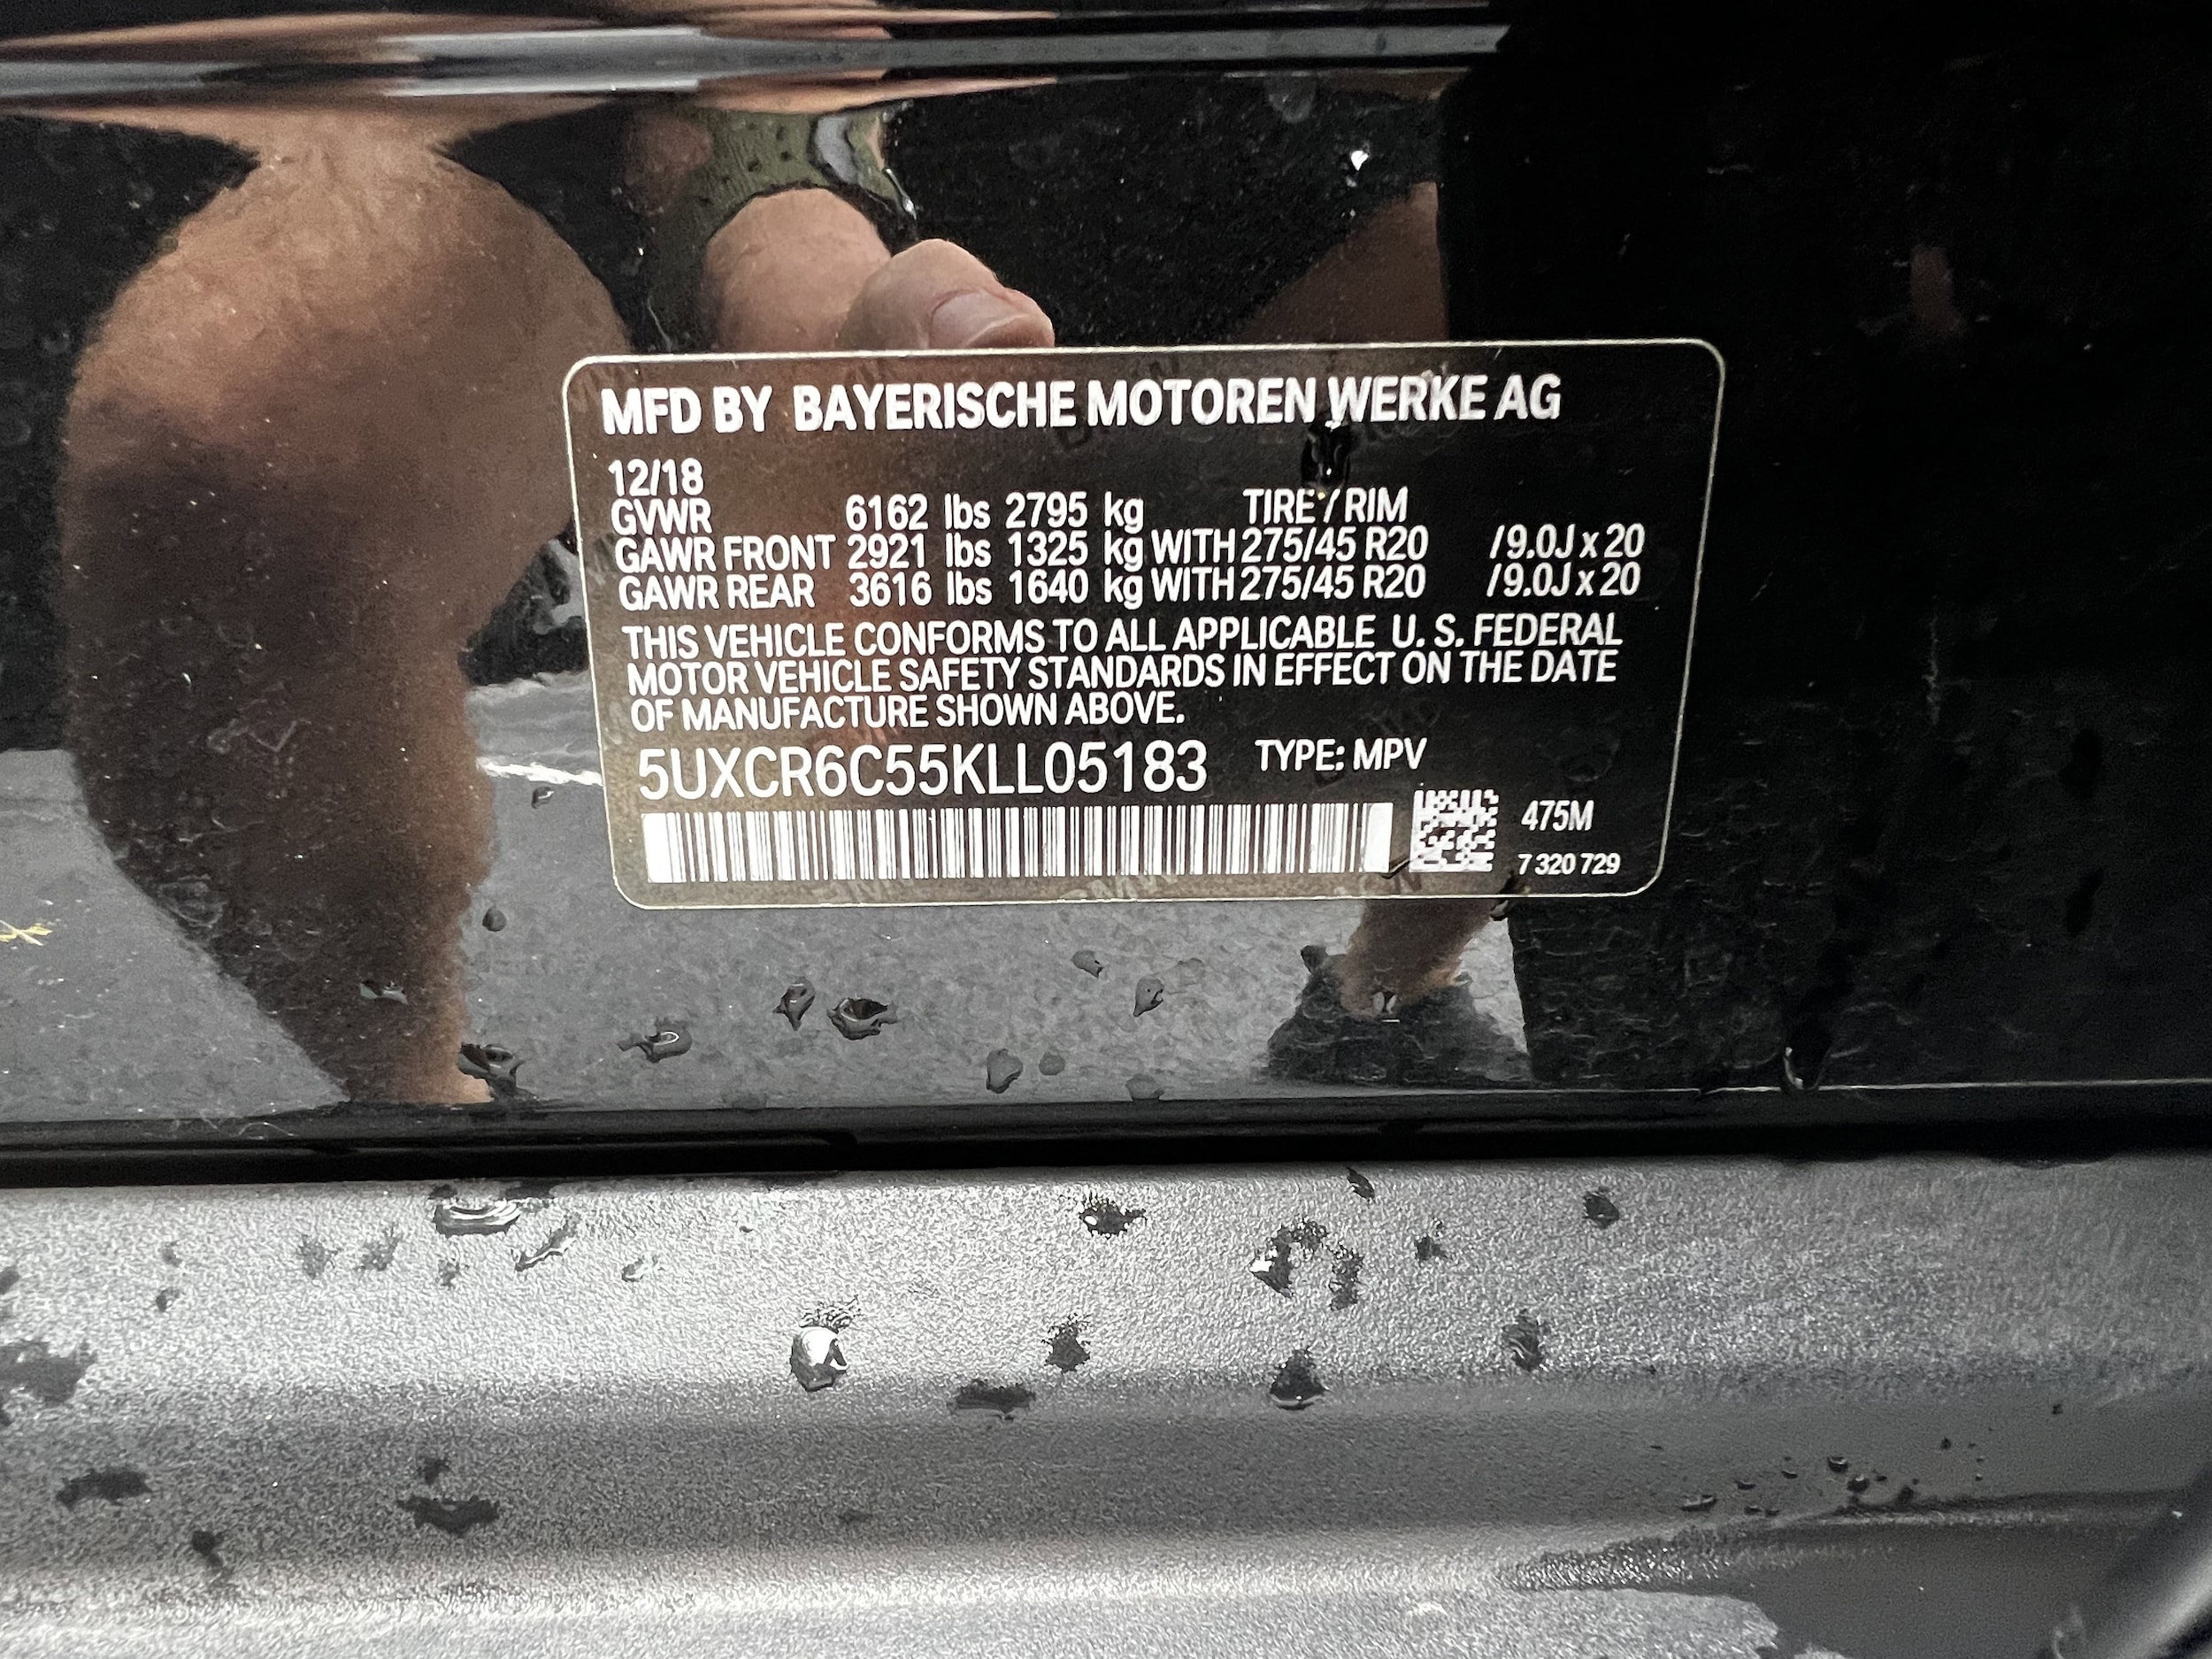 MFD BY BAYERISCHE MOTOREN WERKE AG
12/18
GVWR 6162 lbs 2795 kg TIRE / RIM
GAWR FRONT 2921 lbs 1325 kg WITH 275/45 R20 /9.0J x 20
GAWR REAR 3616 lbs 1640 kg WITH 275/45 R20 /9.0J x 20
THIS VEHICLE CONFORMS TO ALL APPLICABLE U. S. FEDERAL
MOTOR VEHICLE SAFETY STANDARDS IN EFFECT ON THE DATE
OF MANUFACTURE SHOWN ABOVE.
5UXCR6C55KLL05183 TYPE: MPV
475M
7 320 729